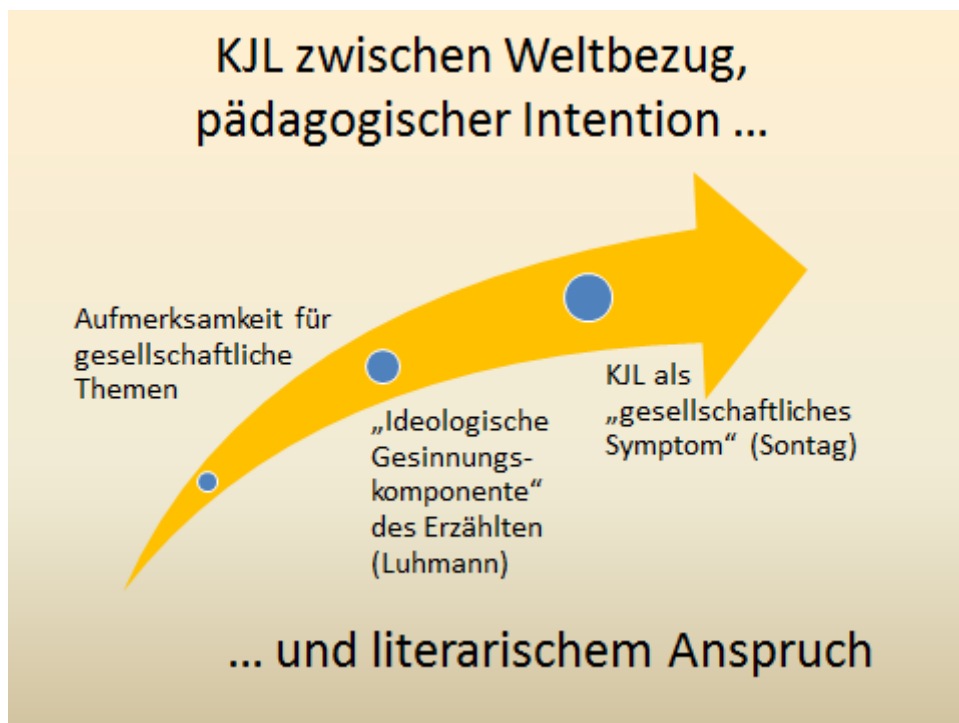 KJL zwischen Weltbezug,
pädagogischer Intention ...
Aufmerksamkeit für
gesellschaftliche
Themen
„Ideologische
Gesinnungs-
komponente“
des Erzählten
(Luhmann)
KJL als
„gesellschaftliches
Symptom“ (Sontag)
... und literarischem Anspruch